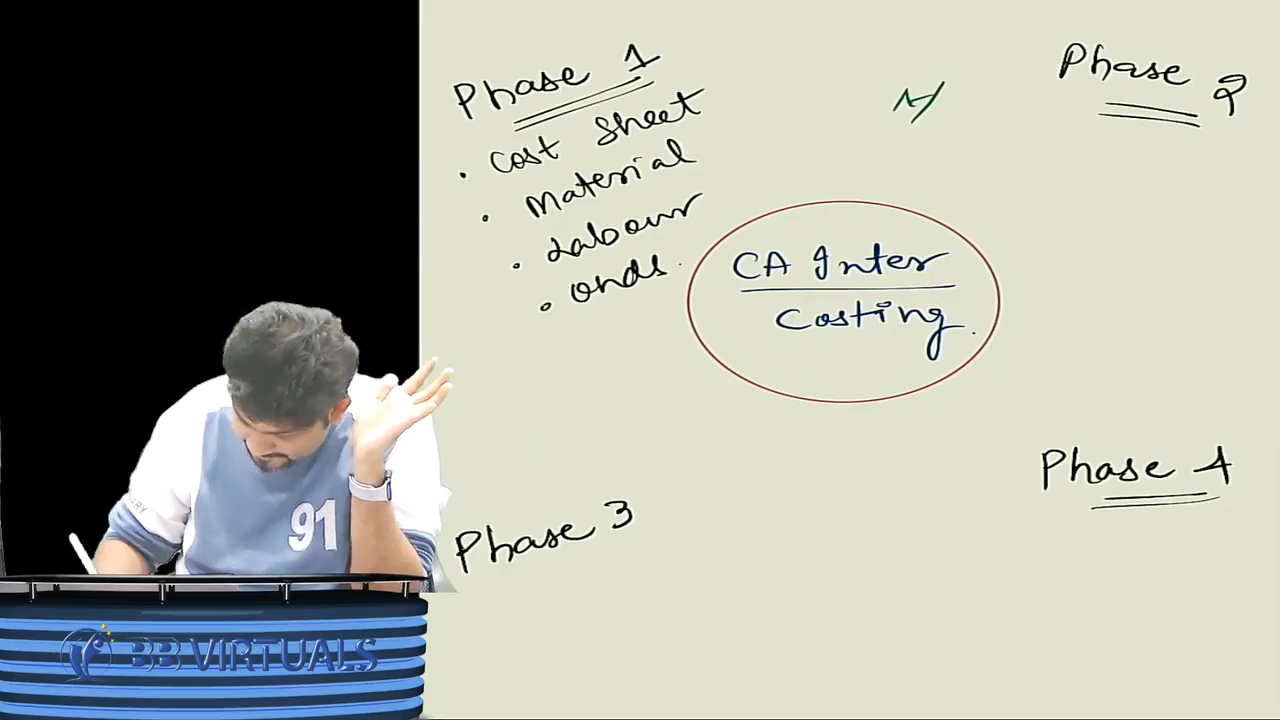 Phase 1
• Cost Sheet
• Material
• Labour
• OHDs.
Phase 2
CA Inter
Costing.
Phase 3
Phase 4
91
BB VIRTUALS